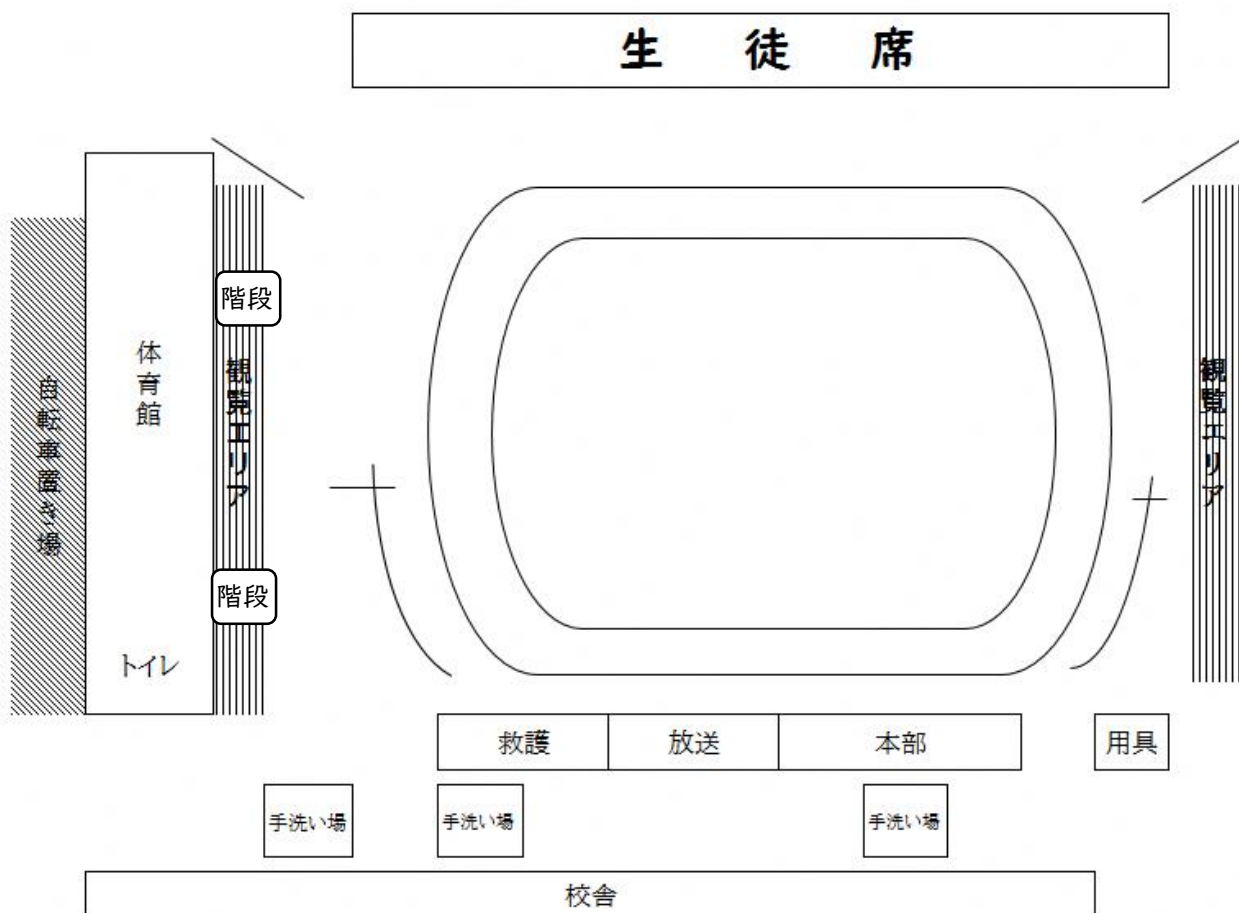 生徒席
階段
体育館
観覧エリア
自転車置き場
観覧エリア
階段
トイレ
救護
放送
本部
用具
手洗い場
手洗い場
手洗い場
校舎